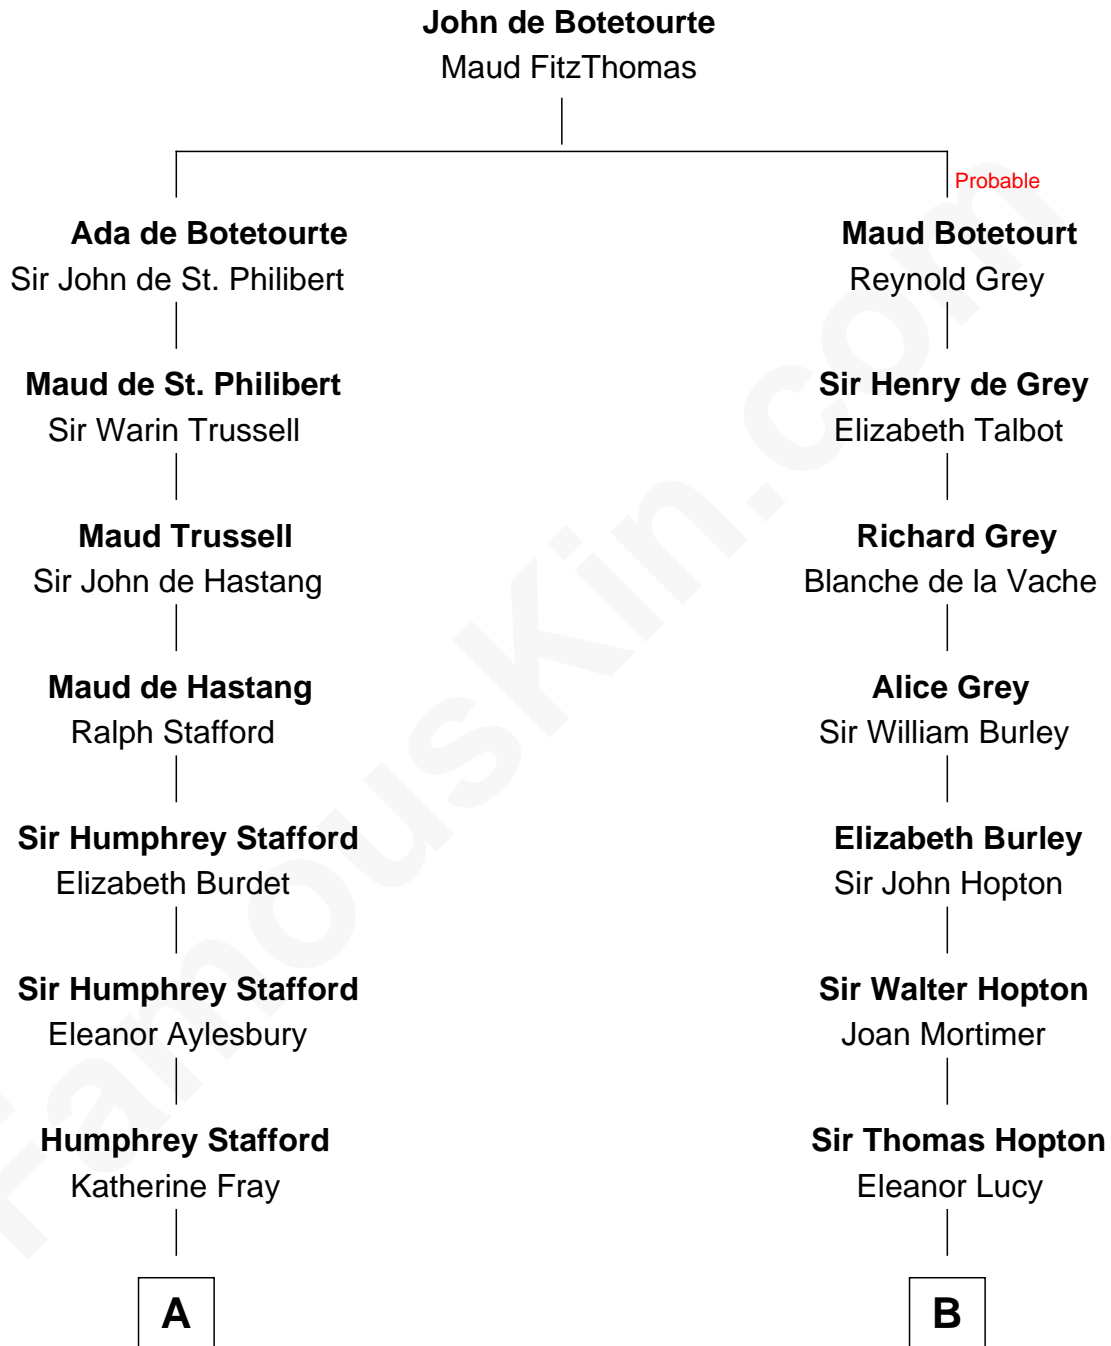 John de Botetourte
Maud FitzThomas
Probable
Ada de Botetourte
Sir John de St. Philibert
Maud Botetourt
Reynold Grey
Maud de St. Philibert
Sir Warin Trussell
Sir Henry de Grey
Elizabeth Talbot
Maud Trussell
Sir John de Hastang
Richard Grey
Blanche de la Vache
Maud de Hastang
Ralph Stafford
Alice Grey
Sir William Burley
Sir Humphrey Stafford
Elizabeth Burdet
Elizabeth Burley
Sir John Hopton
Sir Humphrey Stafford
Eleanor Aylesbury
Sir Walter Hopton
Joan Mortimer
Humphrey Stafford
Katherine Fray
Sir Thomas Hopton
Eleanor Lucy
A
B
FamousKin.com